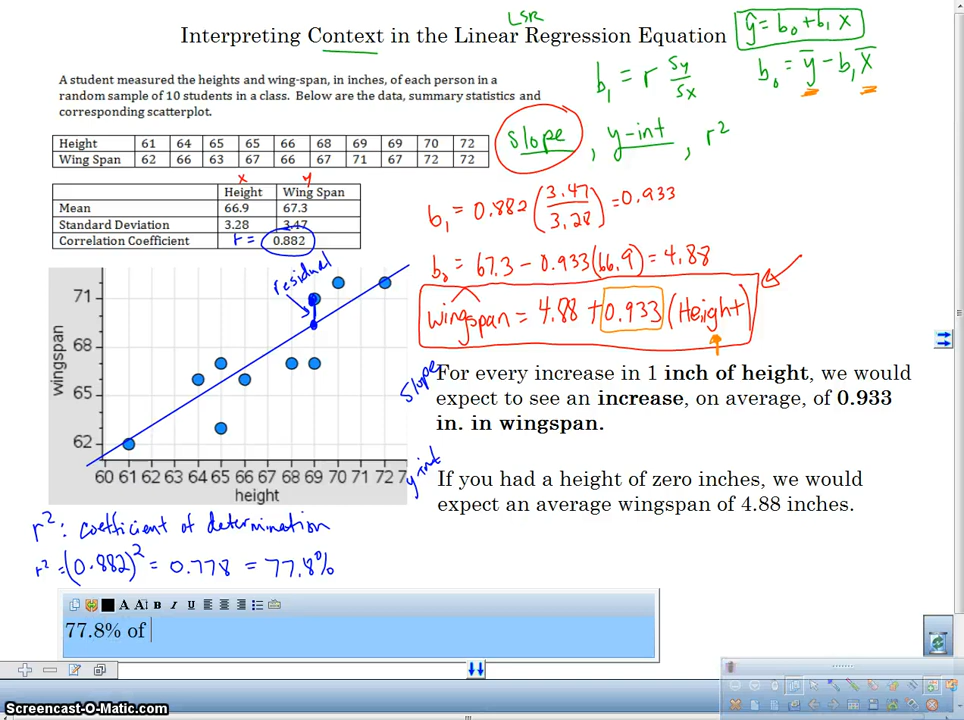 LSR
Interpreting Context in the Linear Regression Equation
ŷ = b₀ + b₁ x
b₁ = r Sy/Sx
b₀ = ȳ - b₁ x̄
A student measured the heights and wing-span, in inches, of each person in a
random sample of 10 students in a class. Below are the data, summary statistics and
corresponding scatterplot.
slope, y-int, r²
Height 61 64 65 65 66 68 69 69 70 72
Wing Span 62 66 63 67 66 67 71 67 72 72
x y
Height Wing Span
Mean 66.9 67.3
Standard Deviation 3.28 3.47
Correlation Coefficient r = 0.882
b₁ = 0.882 (3.47/3.28) = 0.933
b₀ = 67.3 - 0.933(66.9) = 4.88
wingspan = 4.88 + 0.933 (Height)
residual
71
68
65
62
wingspan
60 61 62 63 64 65 66 67 68 69 70 71 72 7
height
slope
For every increase in 1 inch of height, we would
expect to see an increase, on average, of 0.933
in. in wingspan.
y int
If you had a height of zero inches, we would
expect an average wingspan of 4.88 inches.
r²: coefficient of determination
r² = (0.882)² = 0.778 = 77.8%
A A B I U
77.8% of
Screencast-O-Matic.com